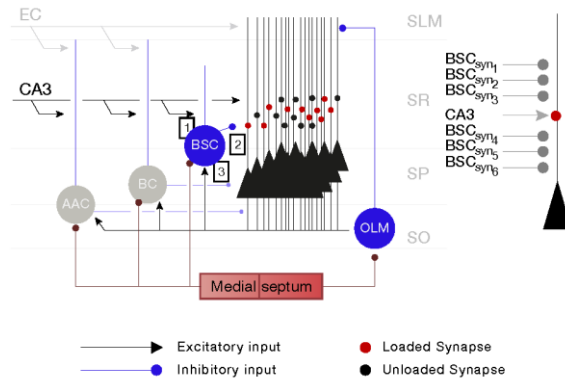 EC
SLM
CA3
SR
1
2
BSC
3
SP
BC
AAC
OLM
SO
Medial septum
BSCsyn1
BSCsyn2
BSCsyn3
CA3
BSCsyn4
BSCsyn5
BSCsyn6
Excitatory input
Loaded Synapse
Inhibitory input
Unloaded Synapse